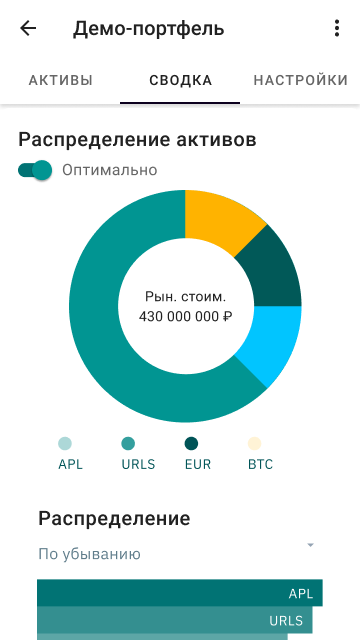 Демо-портфель
АКТИВЫ СВОДКА НАСТРОЙКИ
Распределение активов
Оптимально
Рын. стоим.
430 000 000 ₽
APL URLS EUR BTC
Распределение
По убыванию
APL
URLS